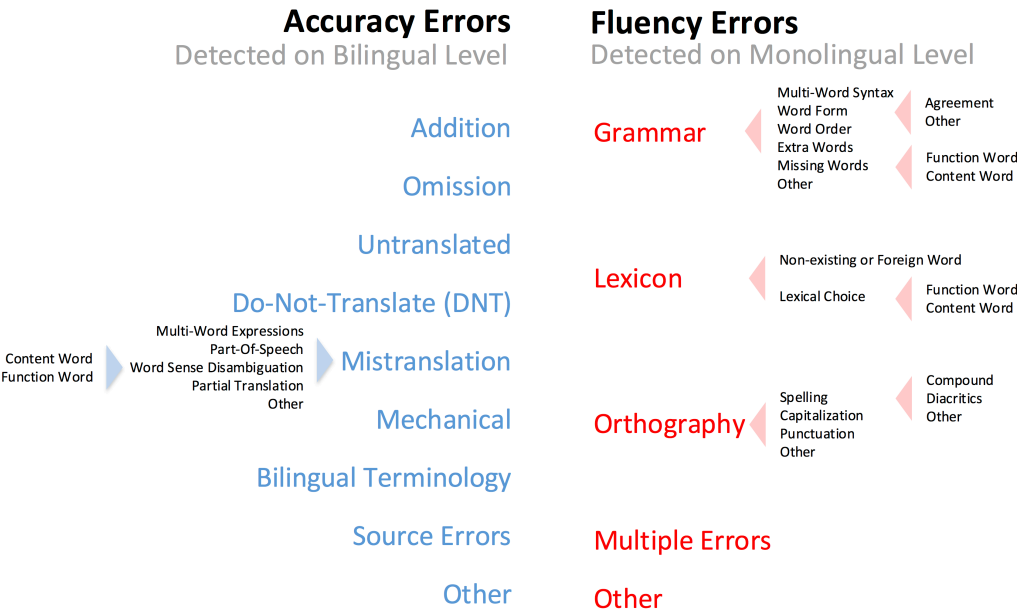 Accuracy Errors
Detected on Bilingual Level
Addition
Omission
Untranslated
Do-Not-Translate (DNT)
Mistranslation
Multi-Word Expressions
Part-Of-Speech
Word Sense Disambiguation
Partial Translation
Other
Content Word
Function Word
Mechanical
Bilingual Terminology
Source Errors
Other
Fluency Errors
Detected on Monolingual Level
Grammar
Multi-Word Syntax
Word Form
Word Order
Extra Words
Missing Words
Other
Agreement
Other
Function Word
Content Word
Lexicon
Non-existing or Foreign Word
Lexical Choice
Function Word
Content Word
Orthography
Spelling
Capitalization
Punctuation
Other
Compound
Diacritics
Other
Multiple Errors
Other